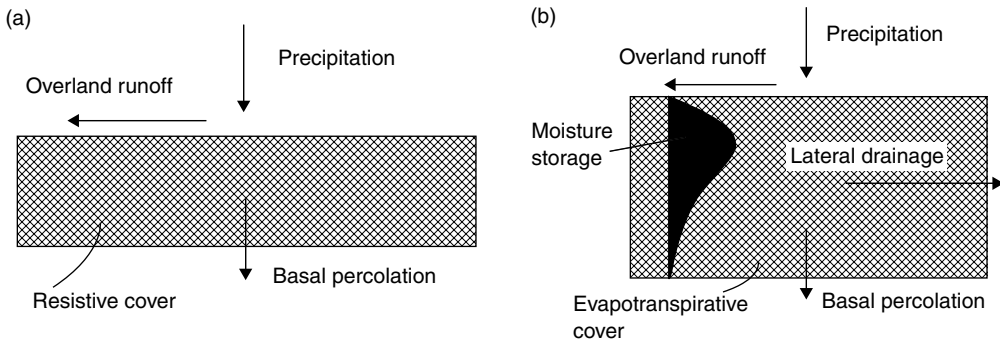 (a)
Precipitation
Overland runoff
Basal percolation
Resistive cover
(b)
Precipitation
Overland runoff
Moisture
storage
Lateral drainage
Basal percolation
Evapotranspirative
cover